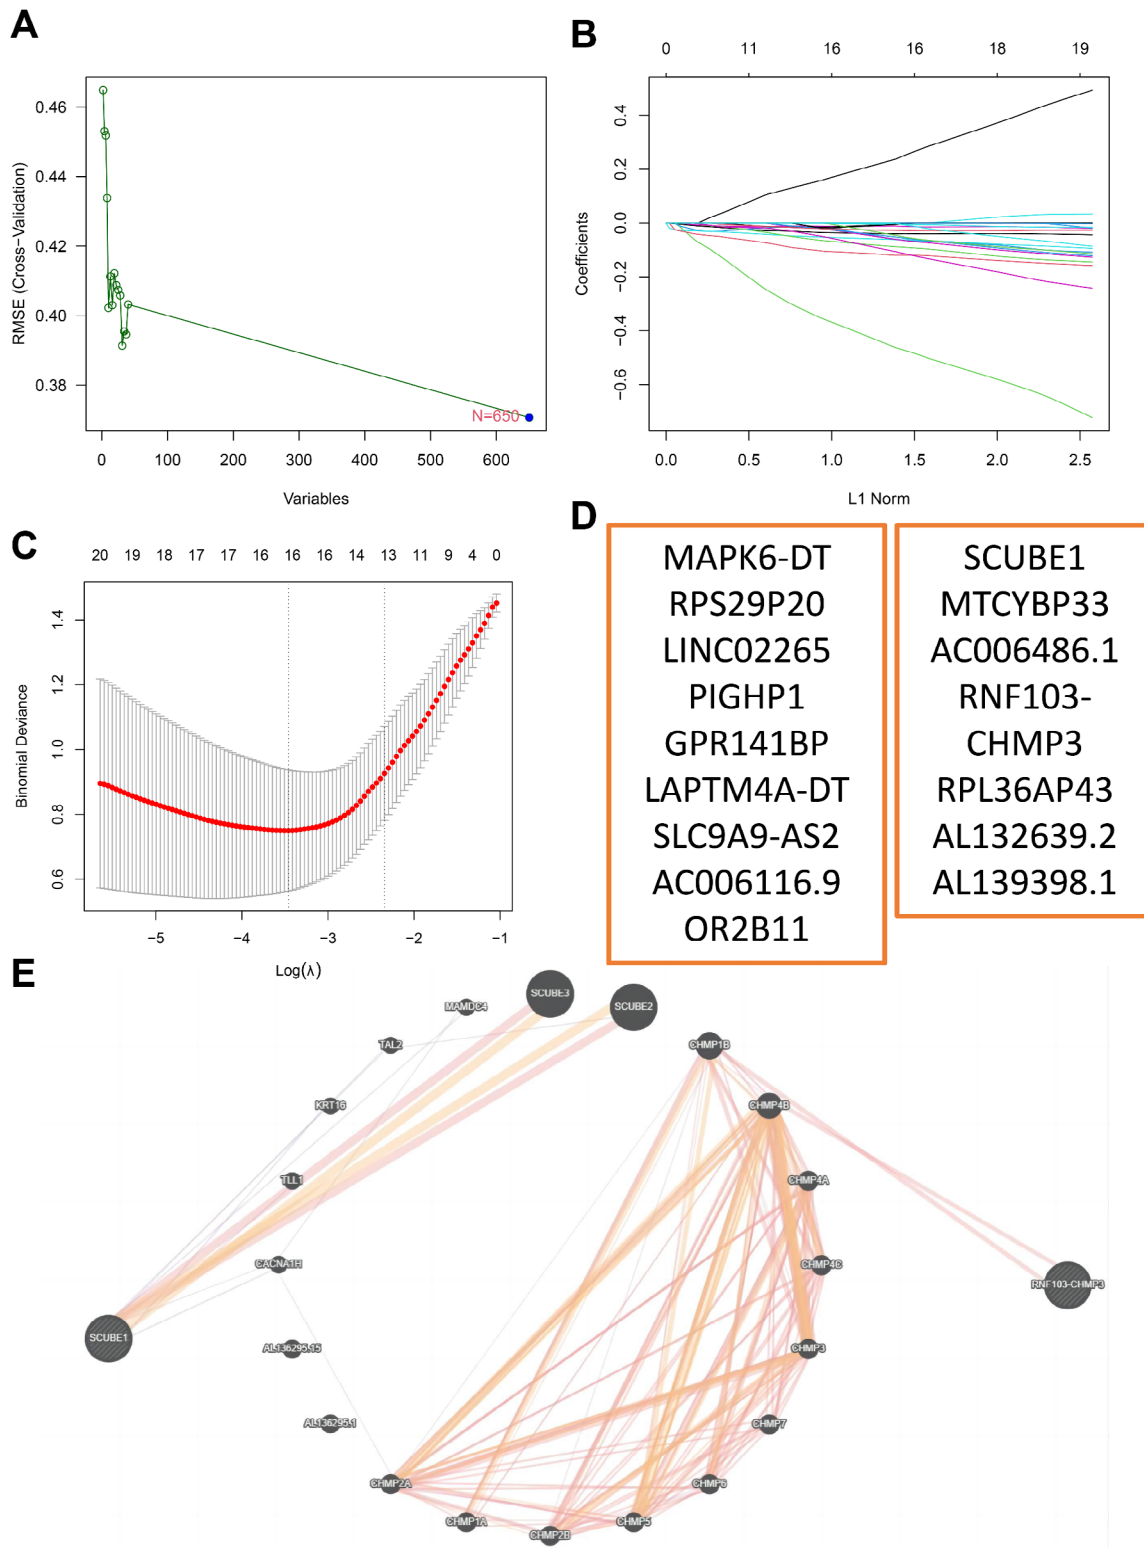 A
0.46
0.44
0.42
0.40
0.38
RMSE (Cross-Validation)
N=650
0 100 200 300 400 500 600
Variables
B
0 11 16 16 18 19
0.4
0.2
0.0
−0.2
−0.4
−0.6
Coefficients
0.0 0.5 1.0 1.5 2.0 2.5
L1 Norm
C
20 19 18 17 17 16 16 16 14 13 11 9 4 0
1.4
1.2
1.0
0.8
0.6
Binomial Deviance
−5 −4 −3 −2 −1
Log(λ)
D
MAPK6-DT
RPS29P20
LINC02265
PIGHP1
GPR141BP
LAPTM4A-DT
SLC9A9-AS2
AC006116.9
OR2B11
SCUBE1
MTCYBP33
AC006486.1
RNF103-
CHMP3
RPL36AP43
AL132639.2
AL139398.1
E
MAMDC4
SCUBE3
SCUBE2
TAL2
CHMP1B
KRT16
CHMP4B
TLL1
CHMP4A
CACNA1H
CHMP4C
RNF103-CHMP3
SCUBE1
AL136295.15
CHMP3
AL136295.1
CHMP7
CHMP2A
CHMP6
CHMP1A
CHMP2B
CHMP5